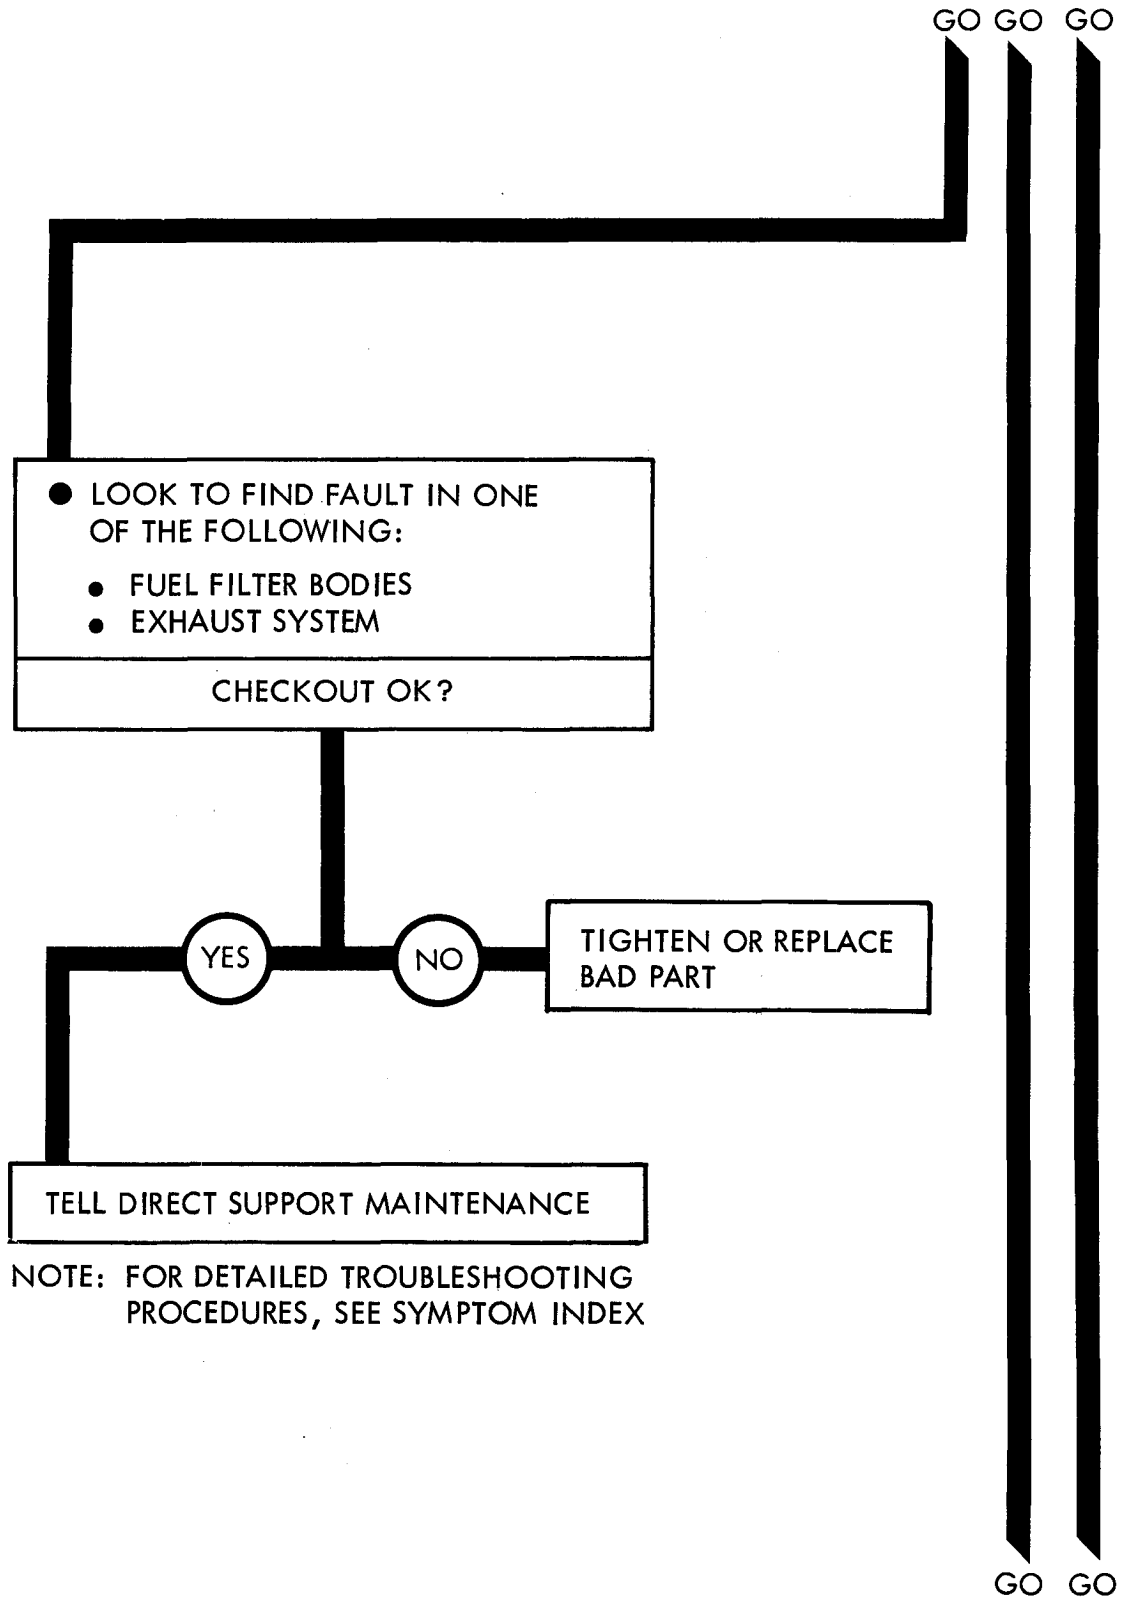 GO GO GO
● LOOK TO FIND FAULT IN ONE
OF THE FOLLOWING:
● FUEL FILTER BODIES
● EXHAUST SYSTEM
CHECKOUT OK?
YES
NO
TIGHTEN OR REPLACE
BAD PART
TELL DIRECT SUPPORT MAINTENANCE
NOTE: FOR DETAILED TROUBLESHOOTING
PROCEDURES, SEE SYMPTOM INDEX
GO GO